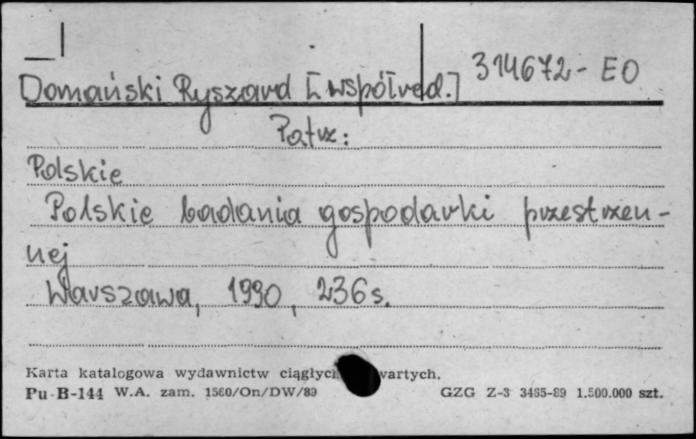 314672-EO
Domański Ryszard [współred.]
Patrz:
Polskie
Polskie badania gospodarki przestrzen-
nej
Warszawa, 1990, 236s.
Karta katalogowa wydawnictw ciągłyc wartych.
Pu-B-144 W.A. zam. 1560/On/DW/89 GZG Z-3 3485-89 1.500.000 szt.